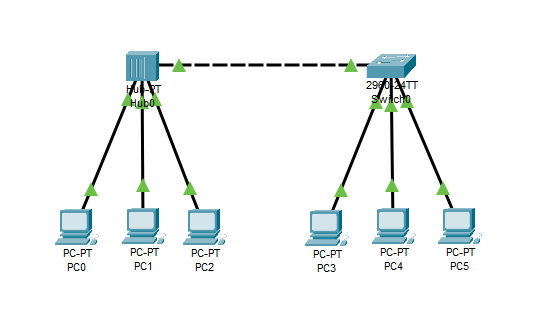 Hub-PT
Hub0
2960-24TT
Switch0
PC-PT
PC0
PC-PT
PC1
PC-PT
PC2
PC-PT
PC3
PC-PT
PC4
PC-PT
PC5